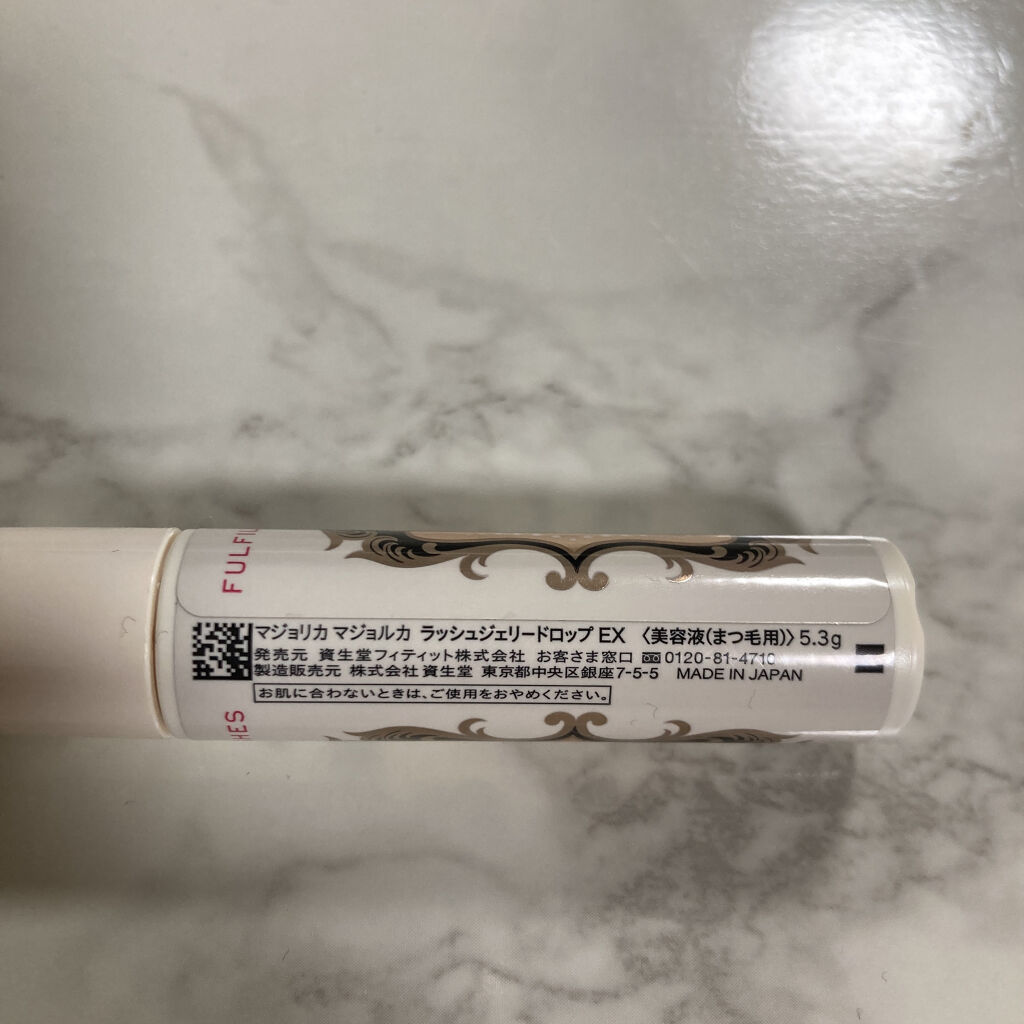 FULFIL
マジョリカ マジョルカ ラッシュジェリードロップ EX 〈美容液(まつ毛用)〉 5.3g
発売元 資生堂フィティット株式会社 お客さま窓口 0120-81-4710
製造販売元 株式会社 資生堂 東京都中央区銀座7-5-5 MADE IN JAPAN
お肌に合わないときは、ご使用をおやめください。
HES